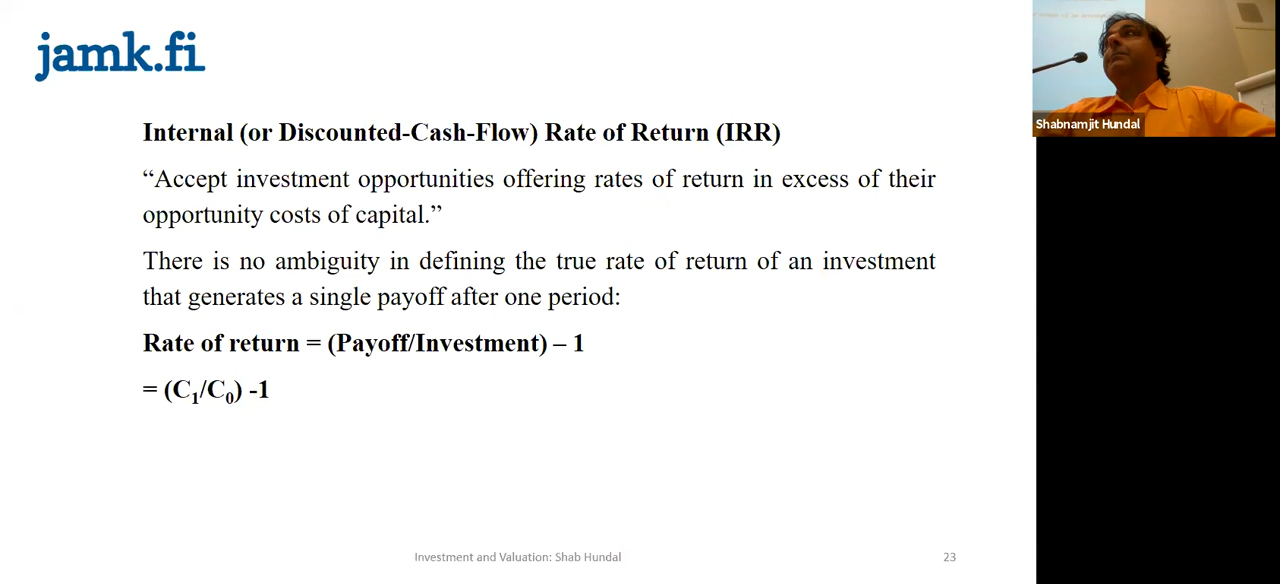 jamk.fi
Shabnamjit Hundal
Internal (or Discounted-Cash-Flow) Rate of Return (IRR)
“Accept investment opportunities offering rates of return in excess of their
opportunity costs of capital.”
There is no ambiguity in defining the true rate of return of an investment
that generates a single payoff after one period:
Rate of return = (Payoff/Investment) – 1
= (C₁/C₀) -1
Investment and Valuation: Shab Hundal
23